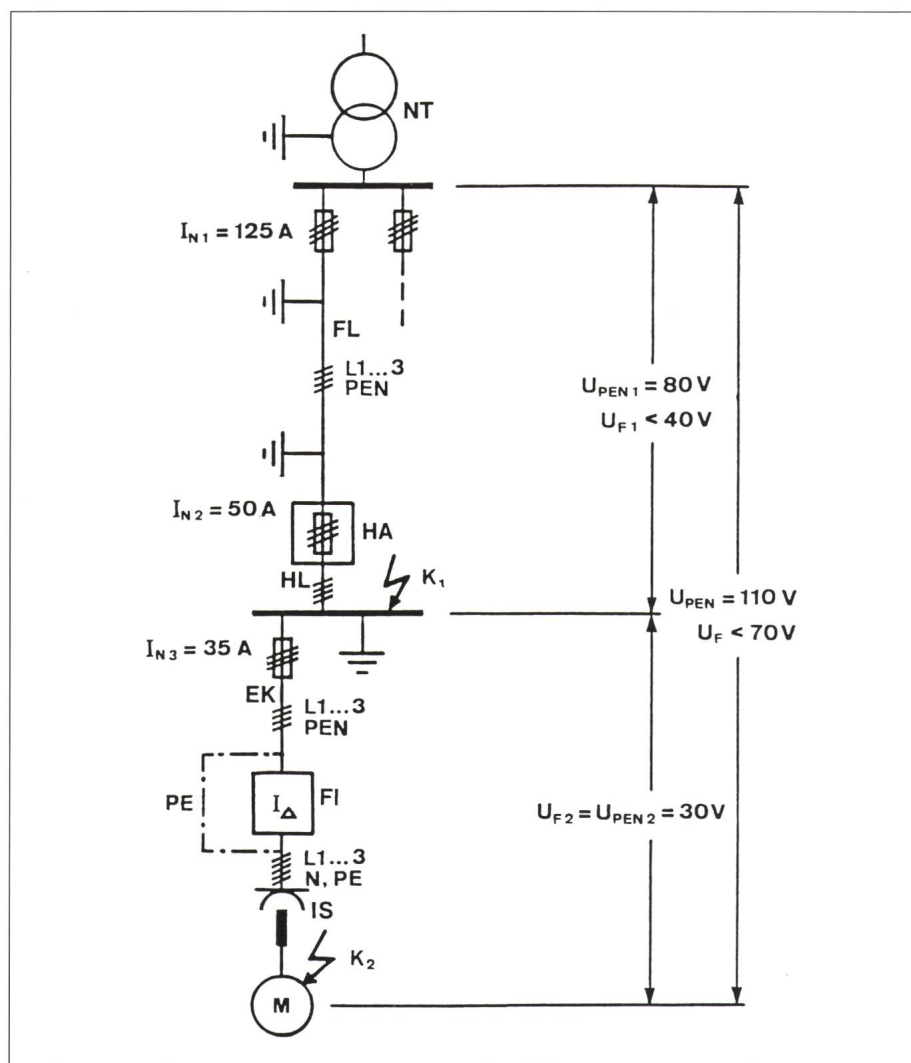 NT
I_N1 = 125 A
FL
L1...3
PEN
U_PEN1 = 80 V
U_F1 < 40 V
I_N2 = 50 A
HA
HL
K₁
U_PEN = 110 V
U_F < 70 V
I_N3 = 35 A
EK
L1...3
PEN
PE
I_Δ
FI
U_F2 = U_PEN2 = 30 V
L1...3
N, PE
IS
K₂
M